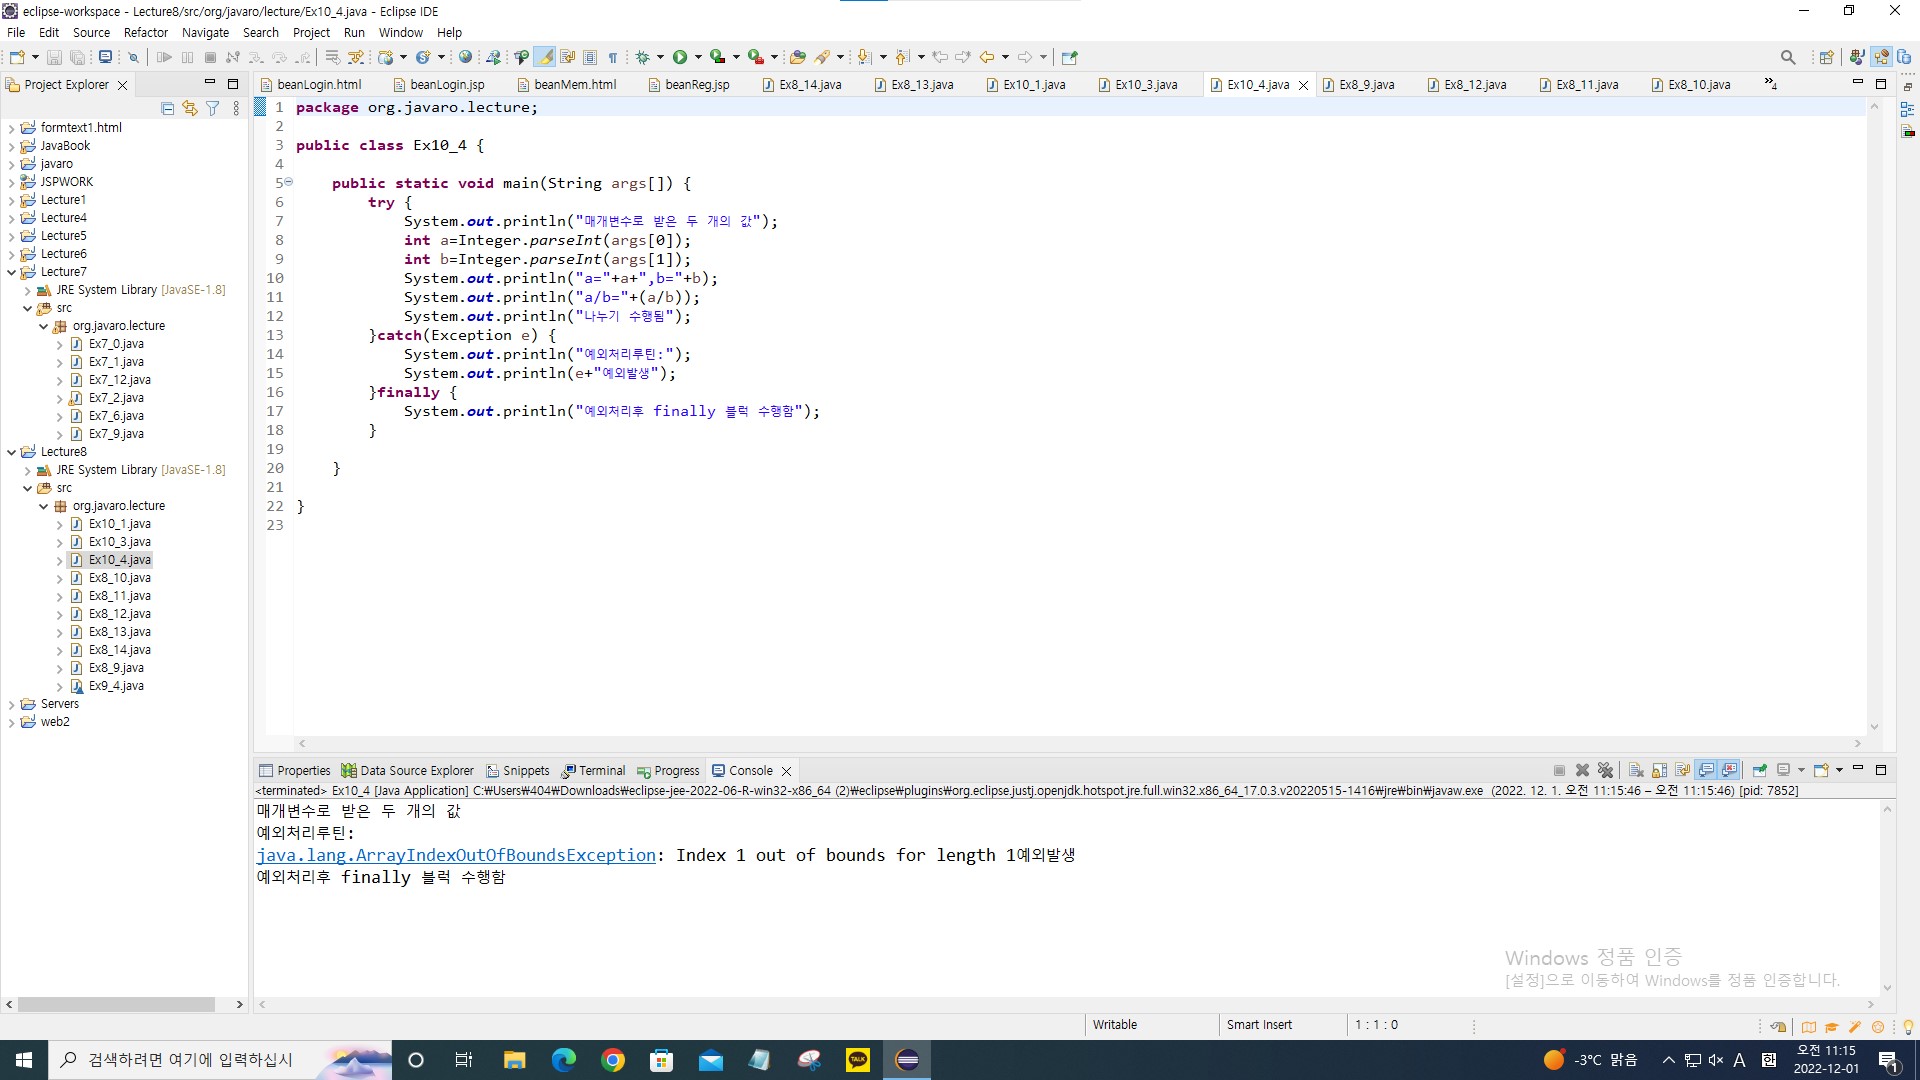 eclipse-workspace - Lecture8/src/org/javaro/lecture/Ex10_4.java - Eclipse IDE
File Edit Source Refactor Navigate Search Project Run Window Help
Project Explorer
beanLogin.html beanLogin.jsp beanMem.html beanReg.jsp Ex8_14.java Ex8_13.java Ex10_1.java Ex10_3.java Ex10_4.java Ex8_9.java Ex8_12.java Ex8_11.java Ex8_10.java »4
formtext1.html
JavaBook
javaro
JSPWORK
Lecture1
Lecture4
Lecture5
Lecture6
Lecture7
JRE System Library [JavaSE-1.8]
src
org.javaro.lecture
Ex7_0.java
Ex7_1.java
Ex7_12.java
Ex7_2.java
Ex7_6.java
Ex7_9.java
Lecture8
JRE System Library [JavaSE-1.8]
src
org.javaro.lecture
Ex10_1.java
Ex10_3.java
Ex10_4.java
Ex8_10.java
Ex8_11.java
Ex8_12.java
Ex8_13.java
Ex8_14.java
Ex8_9.java
Ex9_4.java
Servers
web2
1 package org.javaro.lecture;
2
3 public class Ex10_4 {
4
5 public static void main(String args[]) {
6 try {
7 System.out.println("매개변수로 받은 두 개의 값");
8 int a=Integer.parseInt(args[0]);
9 int b=Integer.parseInt(args[1]);
10 System.out.println("a="+a+",b="+b);
11 System.out.println("a/b="+(a/b));
12 System.out.println("나누기 수행됨");
13 }catch(Exception e) {
14 System.out.println("예외처리루틴:");
15 System.out.println(e+"예외발생");
16 }finally {
17 System.out.println("예외처리후 finally 블럭 수행함");
18 }
19
20 }
21
22 }
23
Properties Data Source Explorer Snippets Terminal Progress Console
<terminated> Ex10_4 [Java Application] C:₩Users₩404₩Downloads₩eclipse-jee-2022-06-R-win32-x86_64 (2)₩eclipse₩plugins₩org.eclipse.justj.openjdk.hotspot.jre.full.win32.x86_64_17.0.3.v20220515-1416₩jre₩bin₩javaw.exe (2022. 12. 1. 오전 11:15:46 – 오전 11:15:46) [pid: 7852]
매개변수로 받은 두 개의 값
예외처리루틴:
java.lang.ArrayIndexOutOfBoundsException: Index 1 out of bounds for length 1예외발생
예외처리후 finally 블럭 수행함
Windows 정품 인증
[설정]으로 이동하여 Windows를 정품 인증합니다.
Writable Smart Insert 1 : 1 : 0
검색하려면 여기에 입력하십시
TALK
-3°C 맑음 A 한 오전 11:15
2022-12-01
1